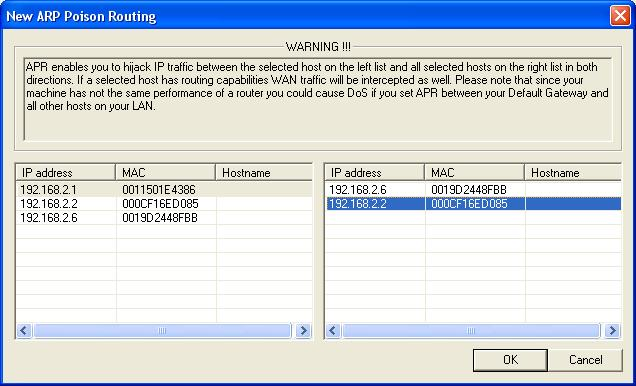 New ARP Poison Routing
WARNING !!!
APR enables you to hijack IP traffic between the selected host on the left list and all selected hosts on the right list in both
directions. If a selected host has routing capabilities WAN traffic will be intercepted as well. Please note that since your
machine has not the same performance of a router you could cause DoS if you set APR between your Default Gateway and
all other hosts on your LAN.
IP address MAC Hostname
192.168.2.1 0011501E4386
192.168.2.2 000CF16ED085
192.168.2.6 0019D2448FBB
IP address MAC Hostname
192.168.2.6 0019D2448FBB
192.168.2.2 000CF16ED085
OK Cancel